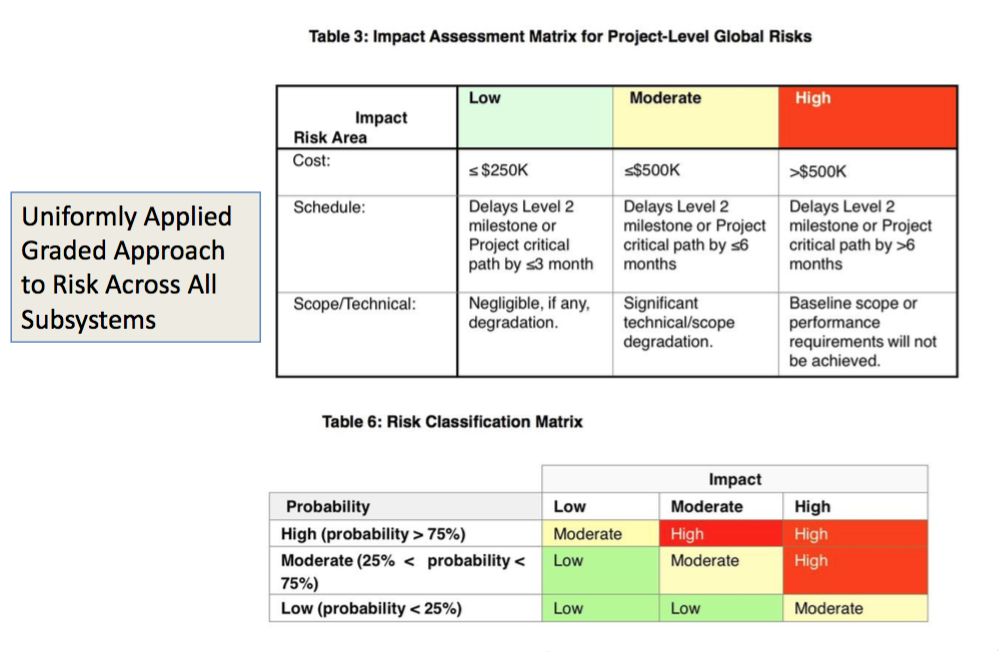 Table 3: Impact Assessment Matrix for Project-Level Global Risks
Impact
Risk Area
Low
Moderate
High
Cost:
≤ $250K
≤$500K
>$500K
Schedule:
Delays Level 2
milestone or
Project critical
path by ≤3 month
Delays Level 2
milestone or Project
critical path by ≤6
months
Delays Level 2
milestone or Project
critical path by >6
months
Scope/Technical:
Negligible, if any,
degradation.
Significant
technical/scope
degradation.
Baseline scope or
performance
requirements will not
be achieved.
Uniformly Applied
Graded Approach
to Risk Across All
Subsystems
Table 6: Risk Classification Matrix
Impact
Probability
Low
Moderate
High
High (probability > 75%)
Moderate
High
High
Moderate (25% < probability <
75%)
Low
Moderate
High
Low (probability < 25%)
Low
Low
Moderate